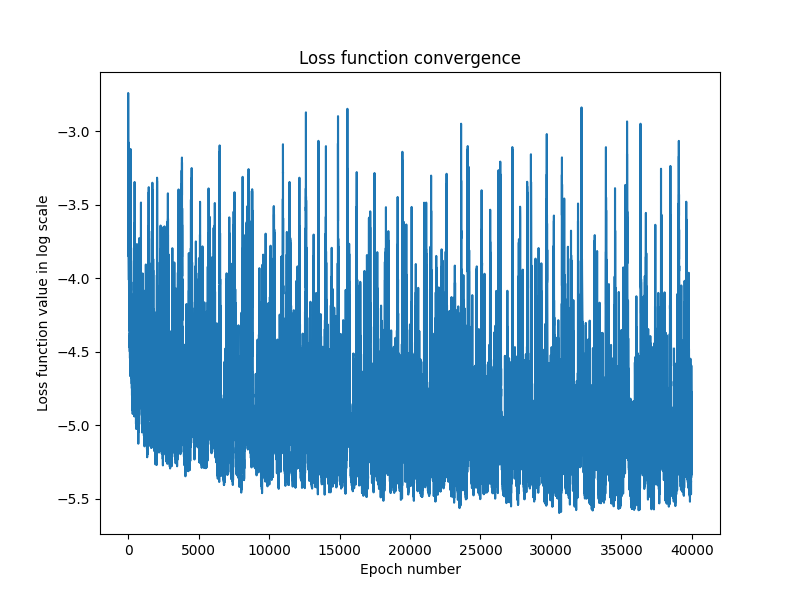 Loss function convergence
Loss function value in log scale
−3.0
−3.5
−4.0
−4.5
−5.0
−5.5
0 5000 10000 15000 20000 25000 30000 35000 40000
Epoch number